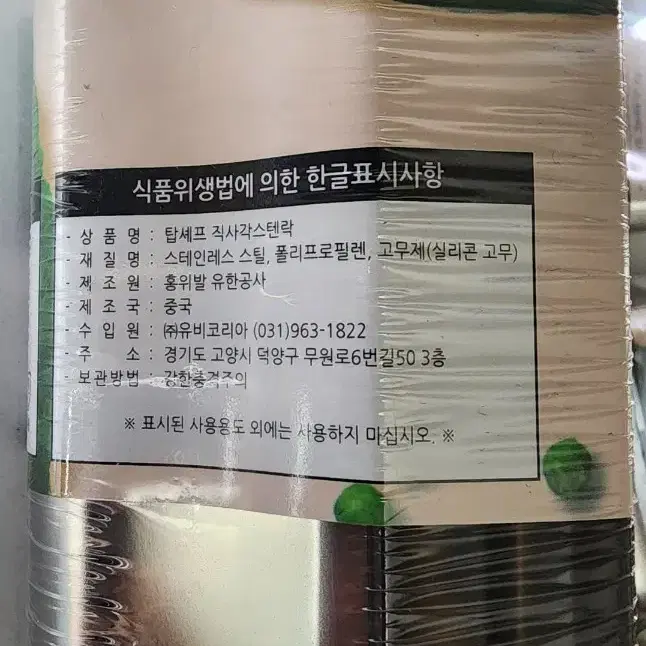 식품위생법에 의한 한글표시사항
- 상 품 명 : 탑셰프 직사각스텐락
- 재 질 명 : 스테인레스 스틸, 폴리프로필렌, 고무제(실리콘 고무)
- 제 조 원 : 홍위발 유한공사
- 제 조 국 : 중국
- 수 입 원 : ㈜유비코리아 (031)963-1822
- 주 소 : 경기도 고양시 덕양구 무원로6번길50 3층
- 보관방법 : 강한충격주의
※ 표시된 사용용도 외에는 사용하지 마십시오. ※